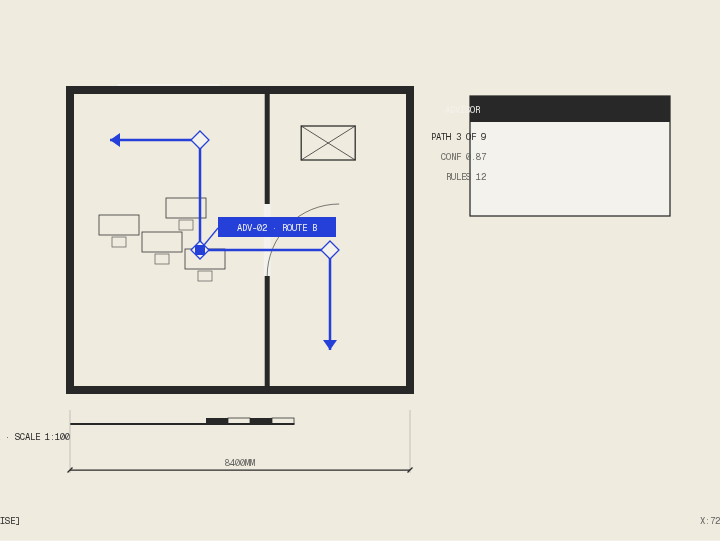 PATH 3 OF 9
CONF 0.87
RULES 12
ADV-02 · ROUTE B
· SCALE 1:100
8400MM
ISE]
X:72